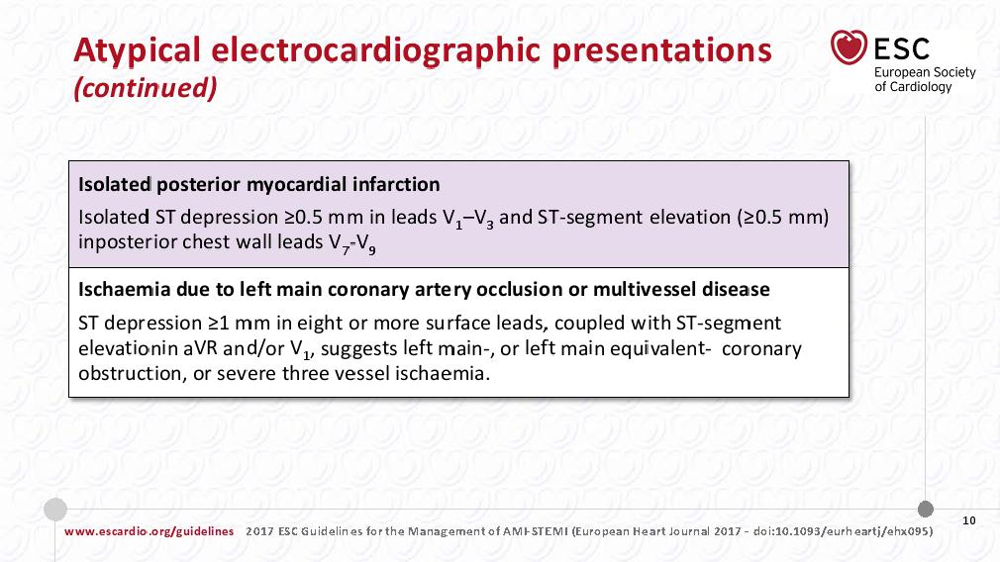 Atypical electrocardiographic presentations
(continued)
ESC
European Society
of Cardiology
Isolated posterior myocardial infarction
Isolated ST depression ≥0.5 mm in leads V1–V3 and ST-segment elevation (≥0.5 mm)
inposterior chest wall leads V7-V9
Ischaemia due to left main coronary artery occlusion or multivessel disease
ST depression ≥1 mm in eight or more surface leads, coupled with ST-segment
elevationin aVR and/or V1, suggests left main-, or left main equivalent- coronary
obstruction, or severe three vessel ischaemia.
10
www.escardio.org/guidelines 2017 ESC Guidelines for the Management of AMI-STEMI (European Heart Journal 2017 - doi:10.1093/eurheartj/ehx095)